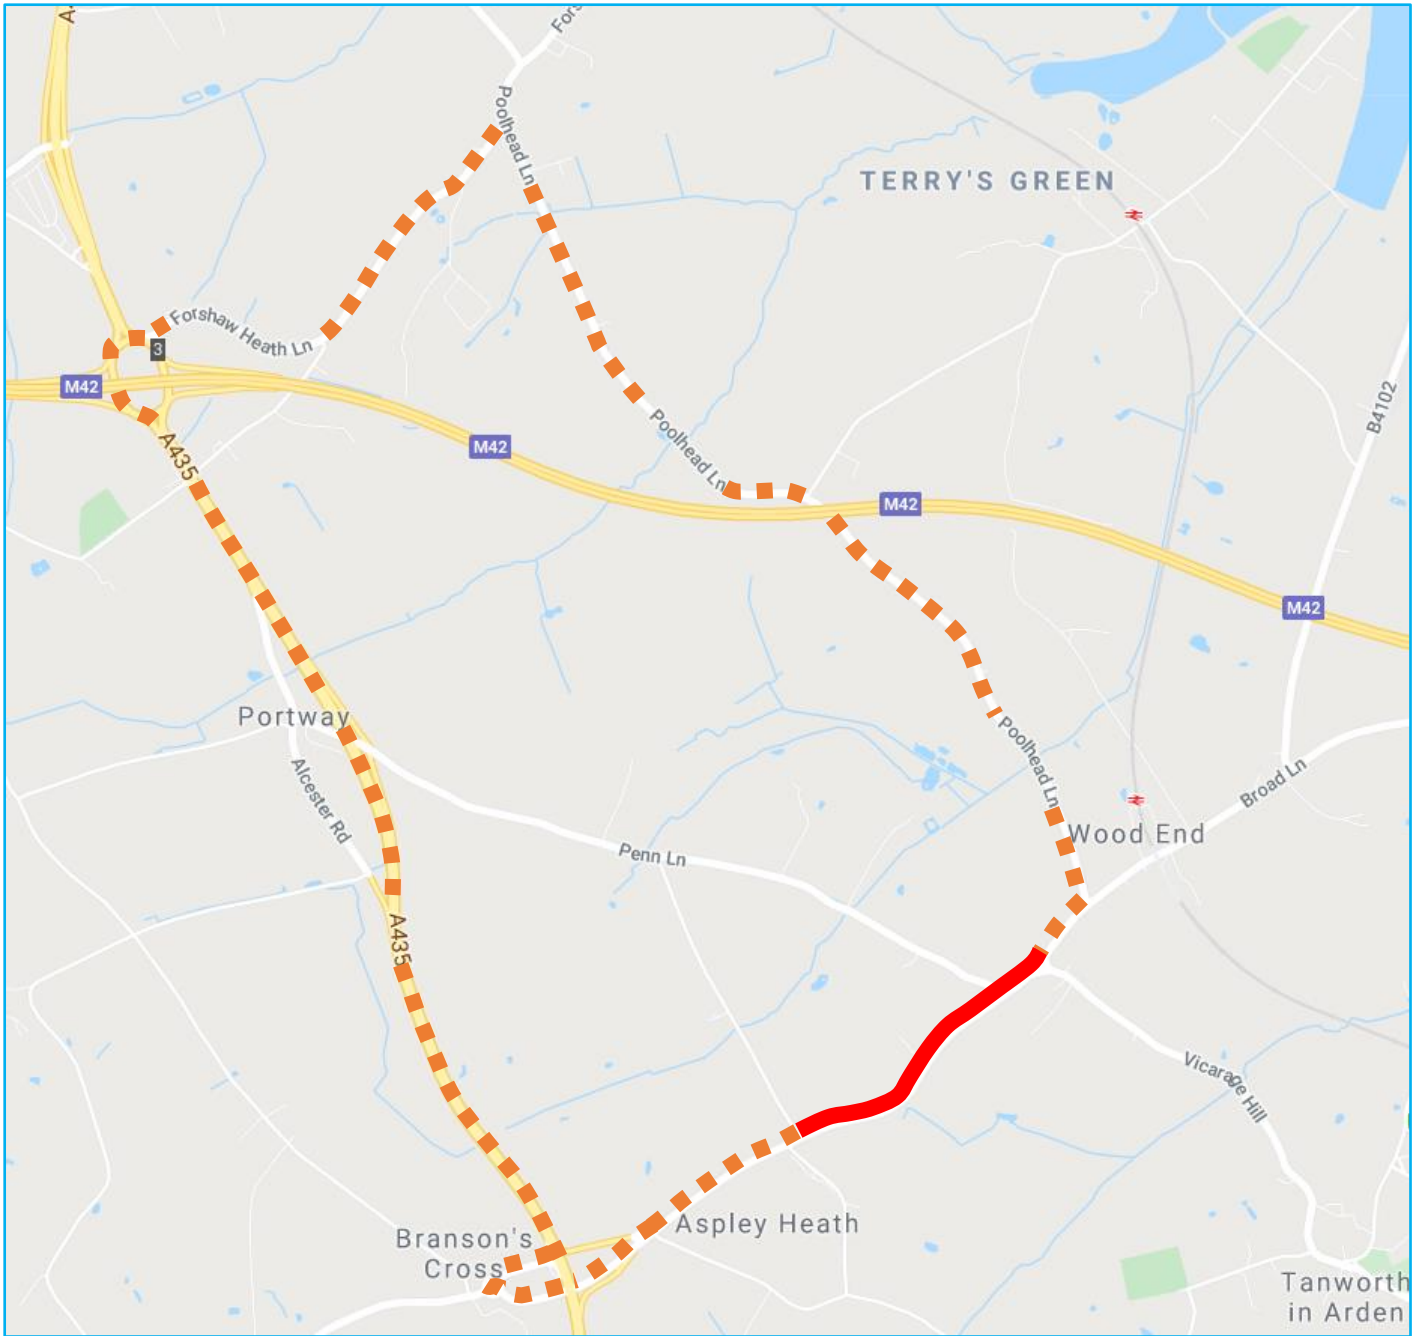 A
Fors
Poolhead Ln
TERRY'S GREEN
Forshaw Heath Ln
3
M42
B4102
A435
M42
Poolhead Ln
M42
M42
Portway
Poolhead Ln
Alcester Rd
Broad Ln
Wood End
Penn Ln
A435
Vicarage Hill
Aspley Heath
Branson's
Cross
Tanworth
in Arden